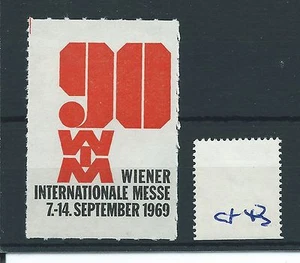 90
WIM
WIENER
INTERNATIONALE MESSE
7.-14. SEPTEMBER 1969